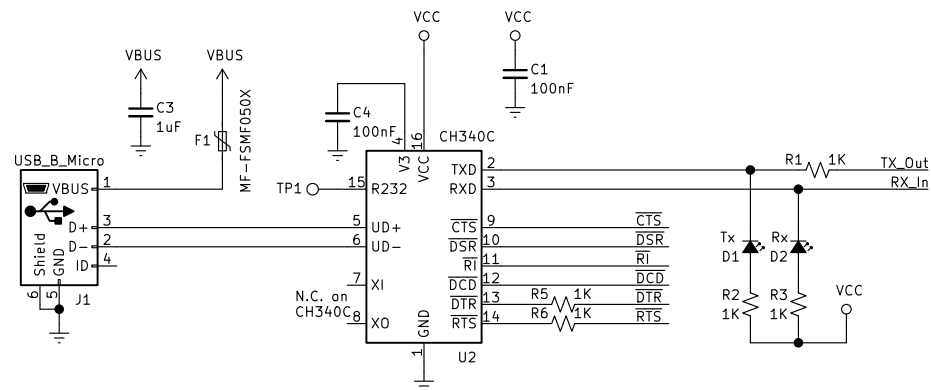 VCC
VCC
VBUS
VBUS
C1
100nF
C3
1uF
C4
100nF
F1
MF-FSMF050X
CH340C
USB_B_Micro
4
V3
16
VCC
TXD
2
R1
1K
TX_Out
VBUS
1
TP1
15
R232
RXD
3
RX_In
D+
3
5
UD+
CTS
9
CTS
D-
2
6
UD-
DSR
10
DSR
Tx
D1
Rx
D2
Shield
GND
ID
4
RI
11
RI
7
XI
DCD
12
DCD
6
5
J1
N.C. on
CH340C
DTR
13
R5
1K
DTR
R2
1K
R3
1K
VCC
8
XO
GND
RTS
14
R6
1K
RTS
1
U2